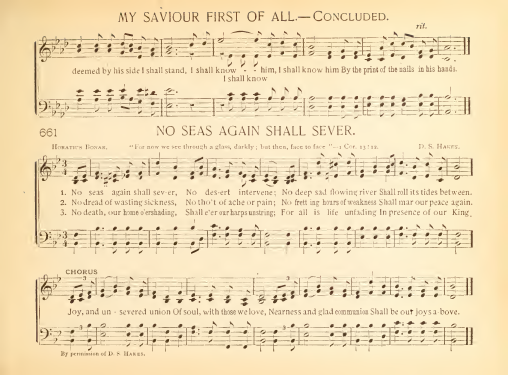 MY SAVIOUR FIRST OF ALL.—Concluded.
rit.
deemed by his side I shall stand, I shall know - - him, I shall know him By the print of the nails in his hands.
I shall know
661
NO SEAS AGAIN SHALL SEVER.
Horatius Bonar. "For now we see through a glass, darkly; but then, face to face"—1 Cor. 13:12. D. S. Hakes.
1. No seas again shall sev-er, No des-ert intervene; No deep sad flowing river Shall roll its tides between.
2. No dread of wasting sickness, No tho't of ache or pain; No fretting hours of weakness Shall mar our peace again.
3. No death, our home o'ershading, Shall e'er our harps unstring; For all is life unfading In presence of our King
CHORUS
Joy, and un - severed union Of soul, with those we love, Nearness and glad communion Shall be our joys a-bove.
By permission of D. S Hakes.